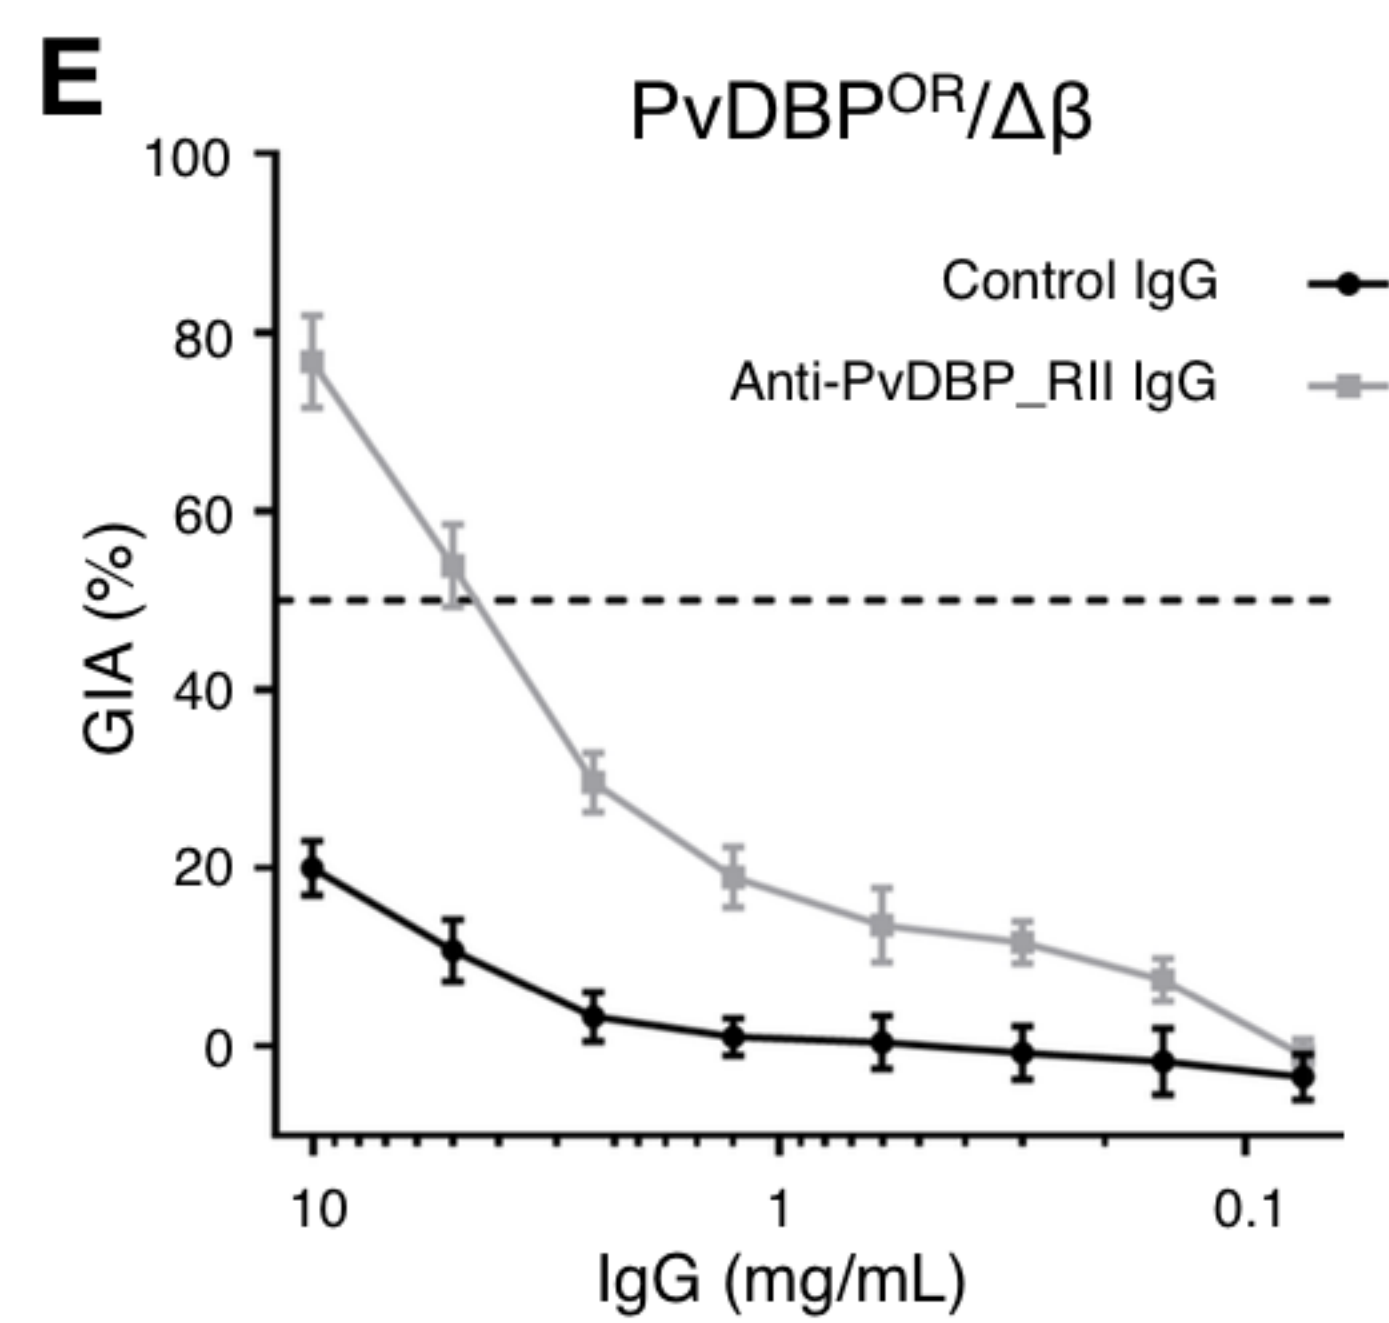 E
PvDBP^OR/Δβ
100
Control IgG
80
Anti-PvDBP_RII IgG
60
40
20
0
GIA (%)
10 1 0.1
IgG (mg/mL)